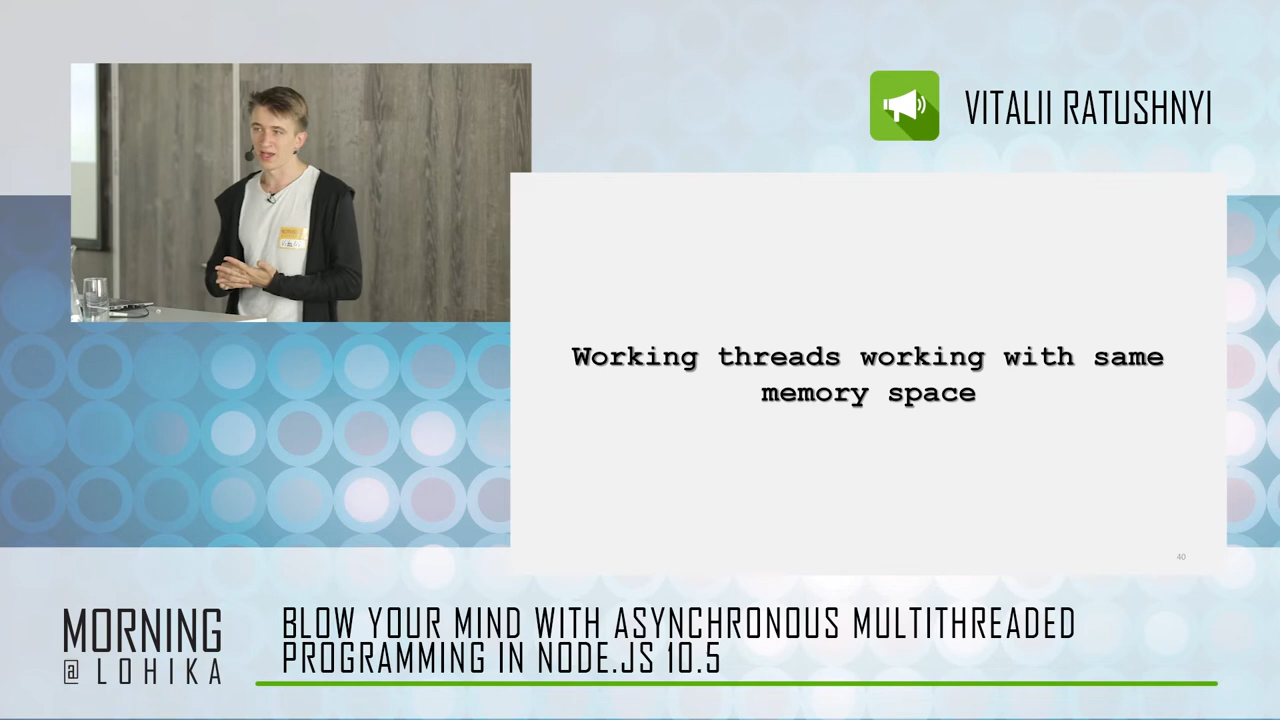 VITALII RATUSHNYI
Working threads working with same
memory space
40
MORNING
@ LOHIKA
BLOW YOUR MIND WITH ASYNCHRONOUS MULTITHREADED
PROGRAMMING IN NODE.JS 10.5